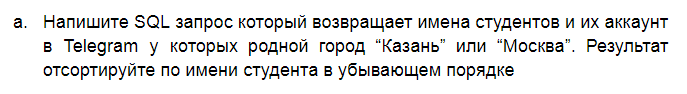 a. Напишите SQL запрос который возвращает имена студентов и их аккаунт
в Telegram у которых родной город “Казань” или “Москва”. Результат
отсортируйте по имени студента в убывающем порядке